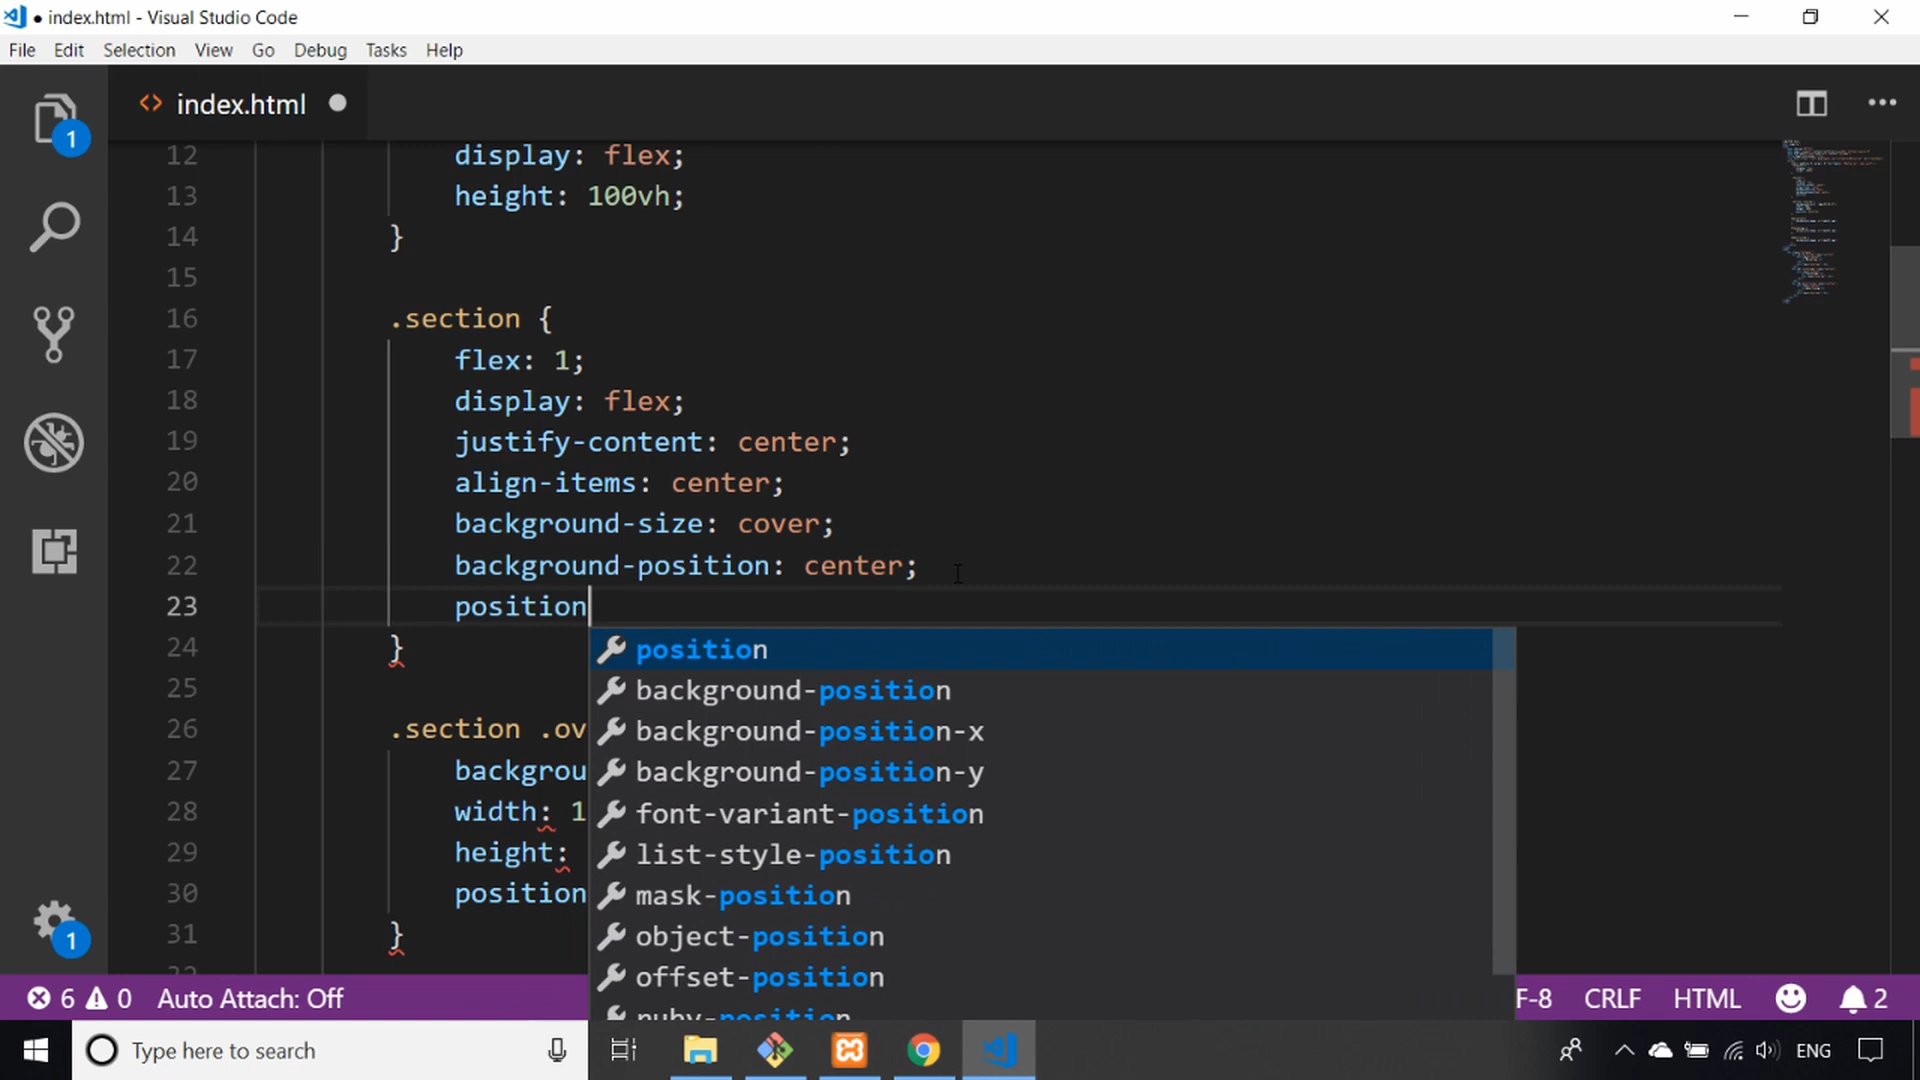 index.html - Visual Studio Code
File Edit Selection View Go Debug Tasks Help
1
<> index.html
12 display: flex;
13 height: 100vh;
14 }
15
16 .section {
17 flex: 1;
18 display: flex;
19 justify-content: center;
20 align-items: center;
21 background-size: cover;
22 background-position: center;
23 position
24 }
position
25
background-position
26 .section .ov
background-position-x
27 backgrou
background-position-y
28 width: 1
font-variant-position
29 height:
list-style-position
30 position
mask-position
31 }
object-position
1
offset-position
6 0 Auto Attach: Off
F-8 CRLF HTML 2
ruby-position
Type here to search
ENG